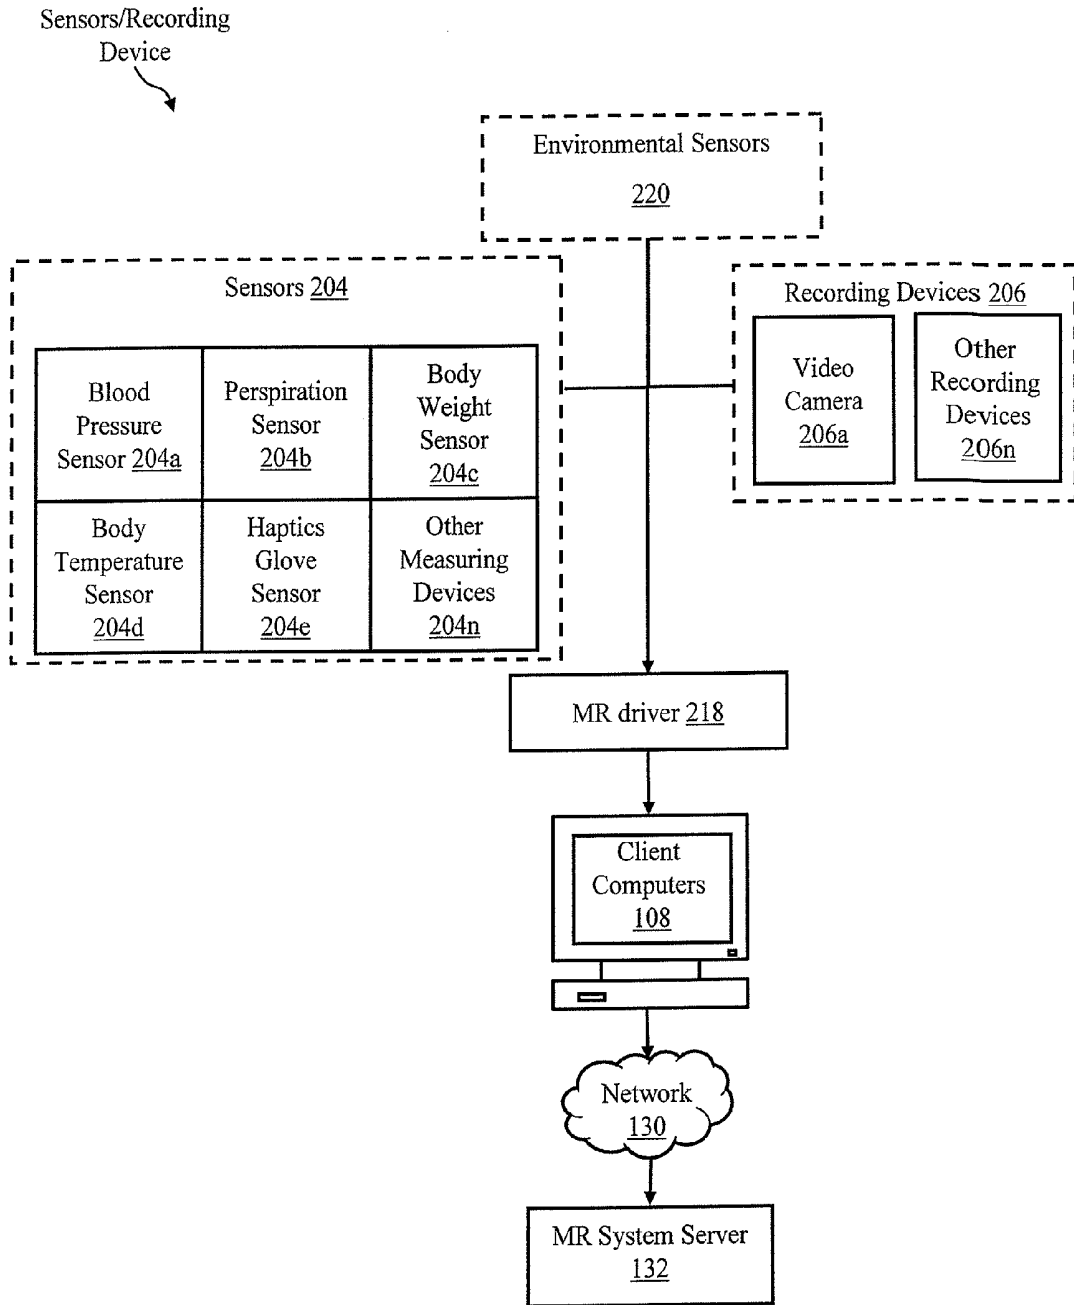 Sensors/Recording
Device
Environmental Sensors
220
Sensors 204
Blood
Pressure
Sensor 204a
Perspiration
Sensor
204b
Body
Weight
Sensor
204c
Body
Temperature
Sensor
204d
Haptics
Glove
Sensor
204e
Other
Measuring
Devices
204n
Recording Devices 206
Video
Camera
206a
Other
Recording
Devices
206n
MR driver 218
Client
Computers
108
Network
130
MR System Server
132